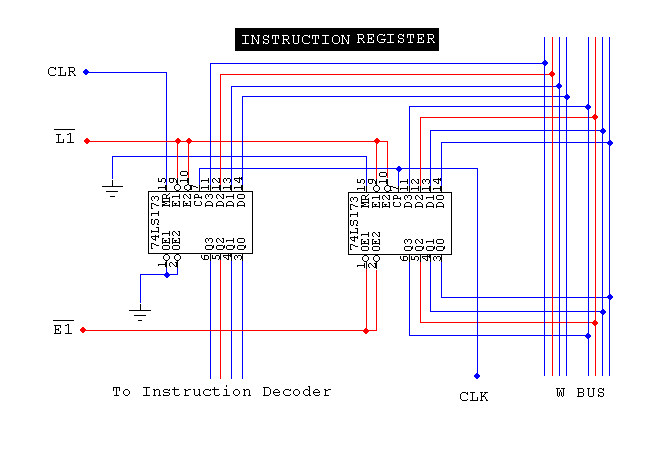 INSTRUCTION REGISTER
CLR
L1
15 9 10 7 11 12 13 14
15 9 10 7 11 12 13 14
MR E1 E2 CP D3 D2 D1 D0
MR E1 E2 CP D3 D2 D1 D0
74LS173
74LS173
OE1 OE2 Q3 Q2 Q1 Q0
OE1 OE2 Q3 Q2 Q1 Q0
1 2 6 5 4 3
1 2 6 5 4 3
E1
To Instruction Decoder
CLK
W BUS